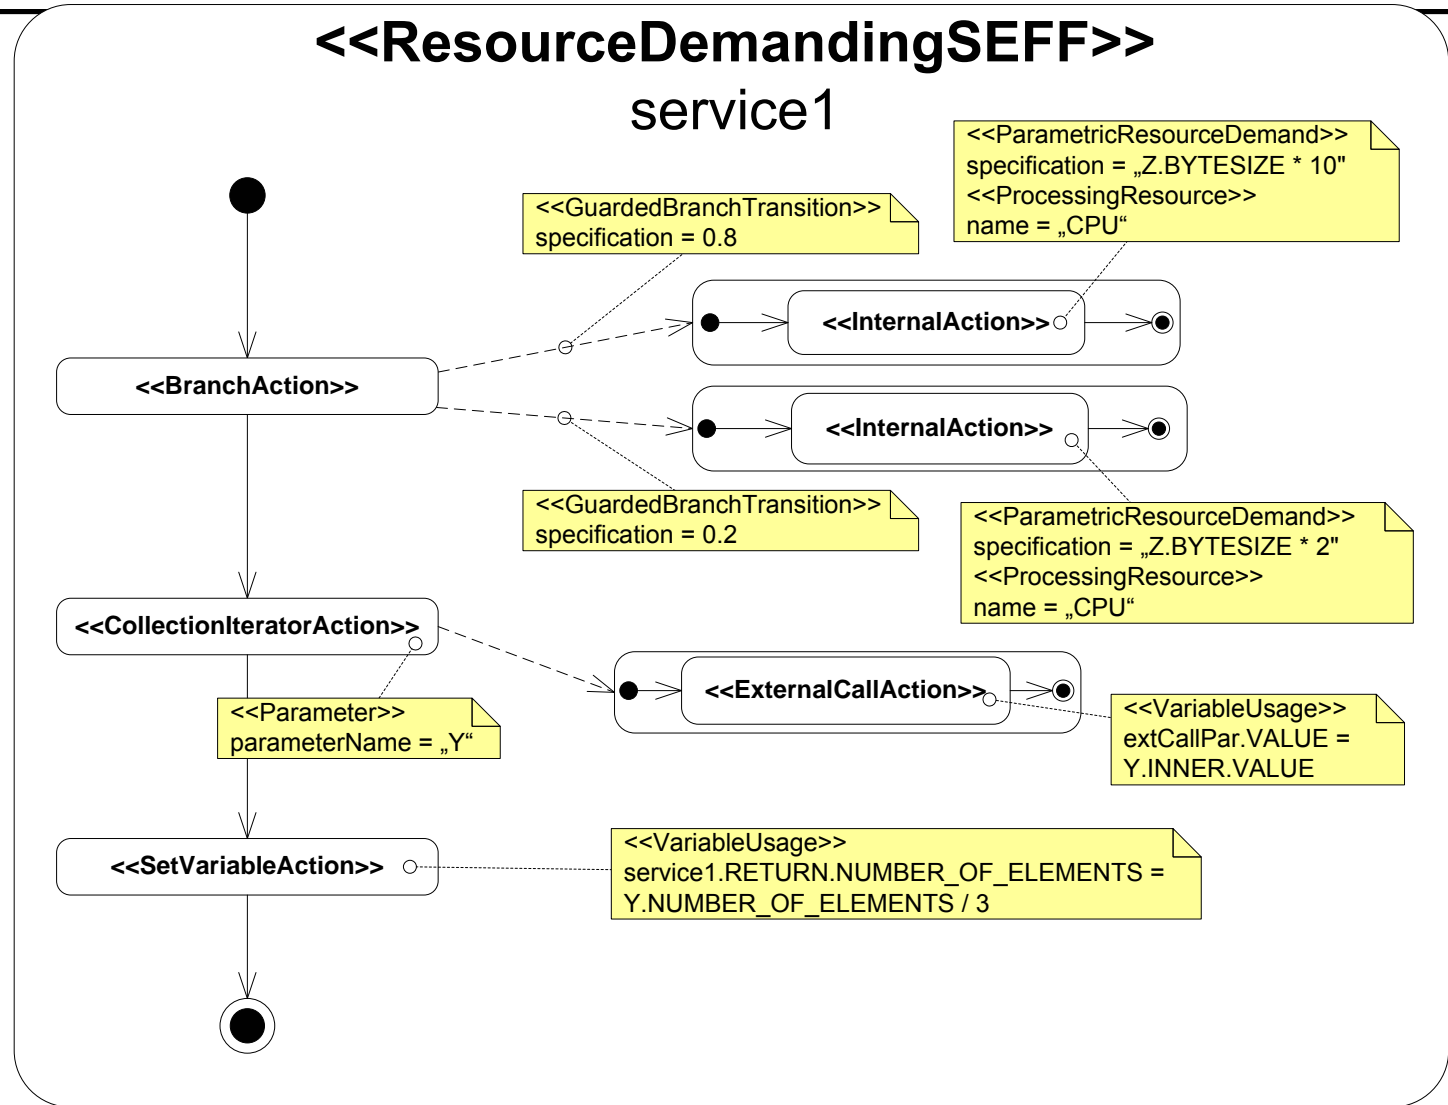 <<ResourceDemandingSEFF>>
service1
<<ParametricResourceDemand>>
specification = „Z.BYTESIZE * 10"
<<ProcessingResource>>
name = „CPU“
<<GuardedBranchTransition>>
specification = 0.8
<<InternalAction>>
<<BranchAction>>
<<InternalAction>>
<<GuardedBranchTransition>>
specification = 0.2
<<ParametricResourceDemand>>
specification = „Z.BYTESIZE * 2"
<<ProcessingResource>>
name = „CPU“
<<CollectionIteratorAction>>
<<ExternalCallAction>>
<<Parameter>>
parameterName = „Y“
<<VariableUsage>>
extCallPar.VALUE =
Y.INNER.VALUE
<<SetVariableAction>>
<<VariableUsage>>
service1.RETURN.NUMBER_OF_ELEMENTS =
Y.NUMBER_OF_ELEMENTS / 3